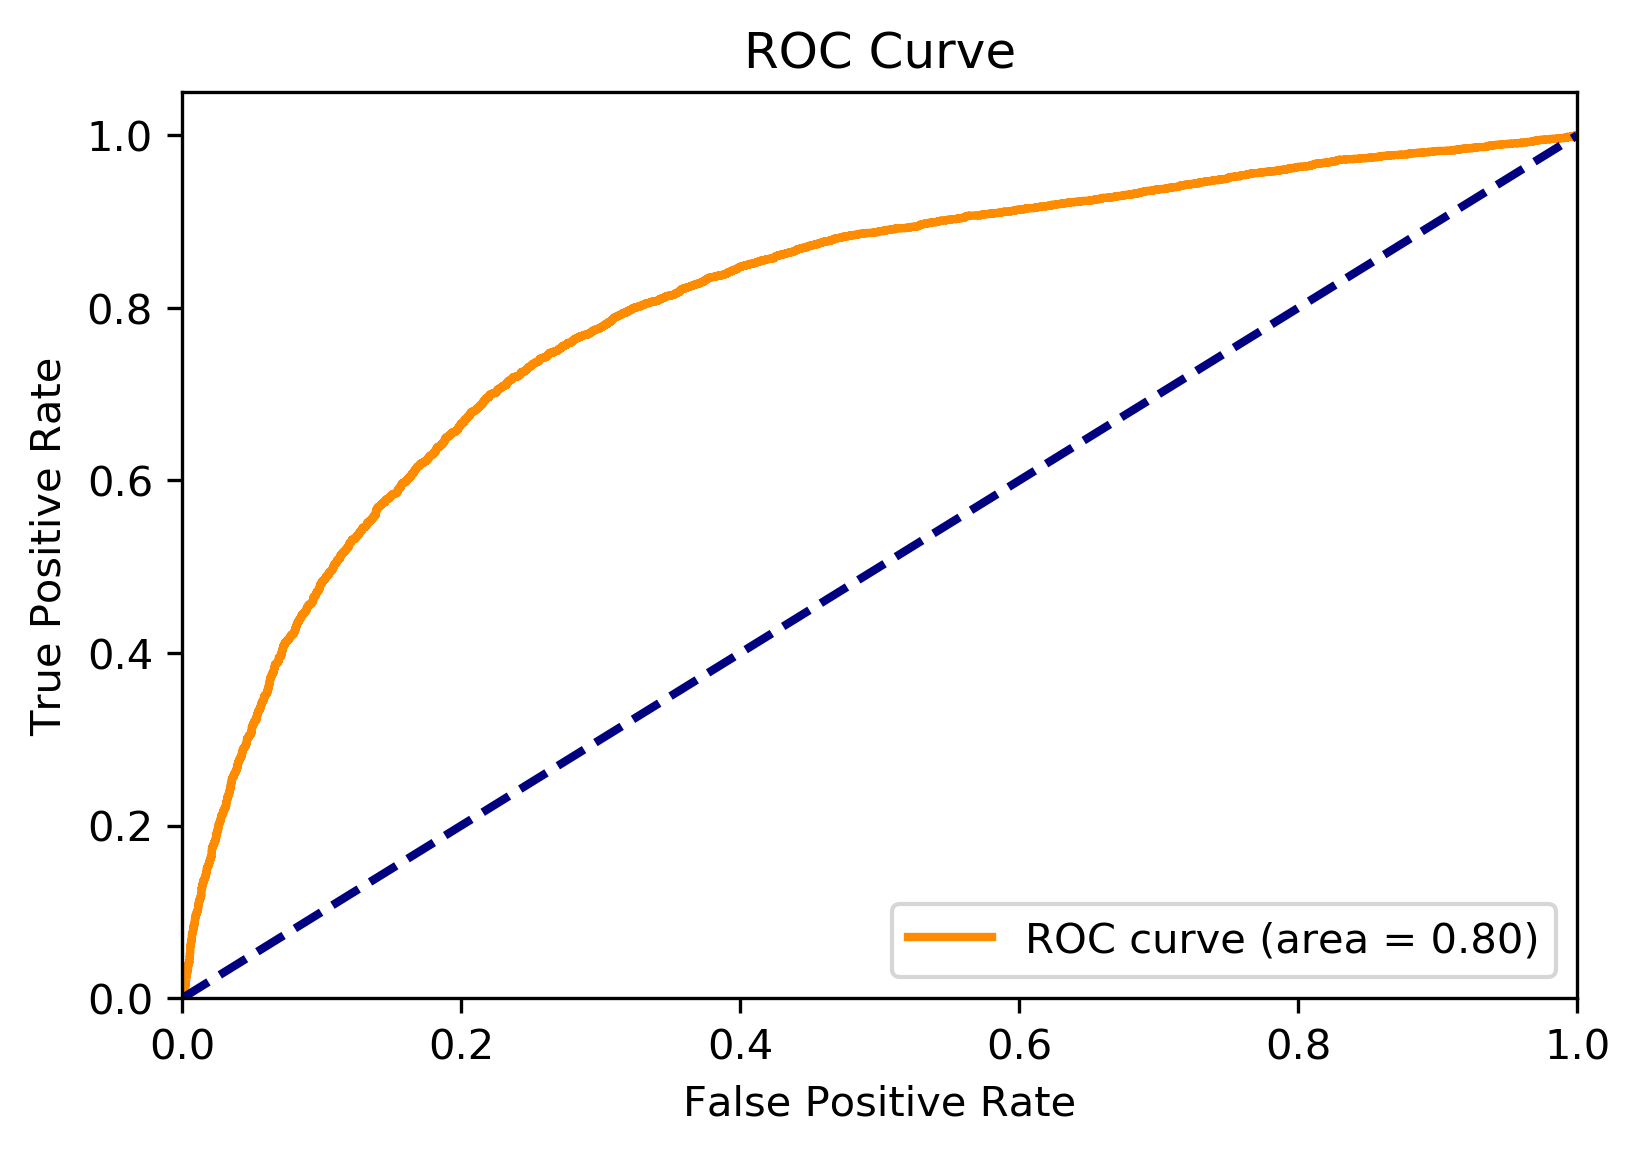 ROC Curve
1.0
0.8
0.6
0.4
0.2
0.0
True Positive Rate
ROC curve (area = 0.80)
0.0 0.2 0.4 0.6 0.8 1.0
False Positive Rate